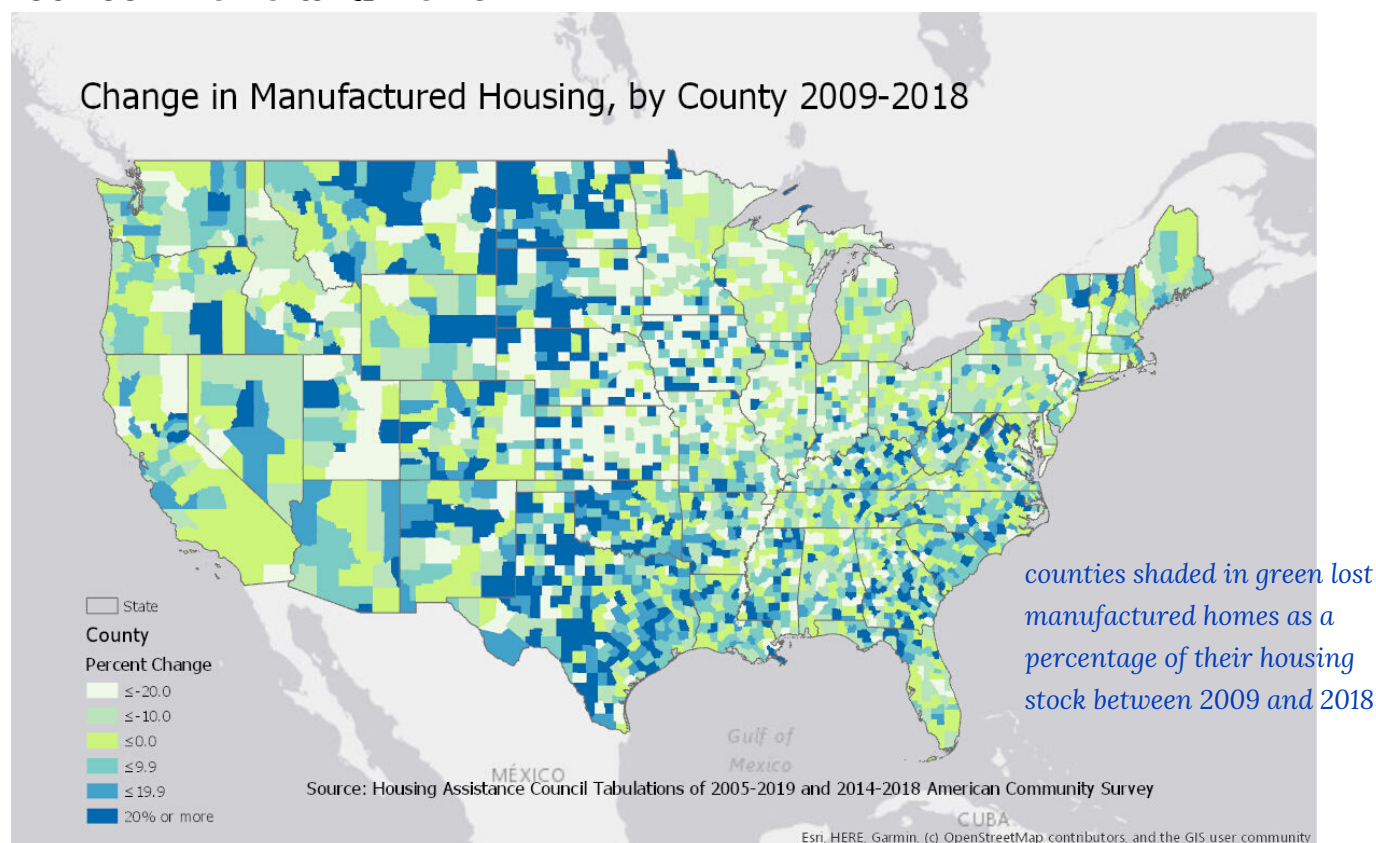 Change in Manufactured Housing, by County 2009-2018
counties shaded in green lost
manufactured homes as a
percentage of their housing
stock between 2009 and 2018
State
County
Percent Change
≤-20.0
≤-10.0
≤0.0
≤9.9
≤19.9
20% or more
Gulf of
Mexico
MÉXICO
Source: Housing Assistance Council Tabulations of 2005-2019 and 2014-2018 American Community Survey
CUBA
Esri, HERE, Garmin, (c) OpenStreetMap contributors, and the GIS user community